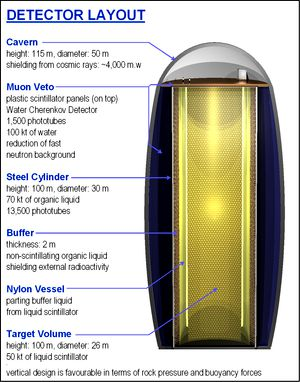 DETECTOR LAYOUT
Cavern
height: 115 m, diameter: 50 m
shielding from cosmic rays: ~4,000 m.w
Muon Veto
plastic scintillator panels (on top)
Water Cherenkov Detector
1,500 phototubes
100 kt of water
reduction of fast
neutron background
Steel Cylinder
height: 100 m, diameter: 30 m
70 kt of organic liquid
13,500 phototubes
Buffer
thickness: 2 m
non-scintillating organic liquid
shielding external radioactivity
Nylon Vessel
parting buffer liquid
from liquid scintillator
Target Volume
height: 100 m, diameter: 26 m
50 kt of liquid scintillator
vertical design is favourable in terms of rock pressure and buoyancy forces